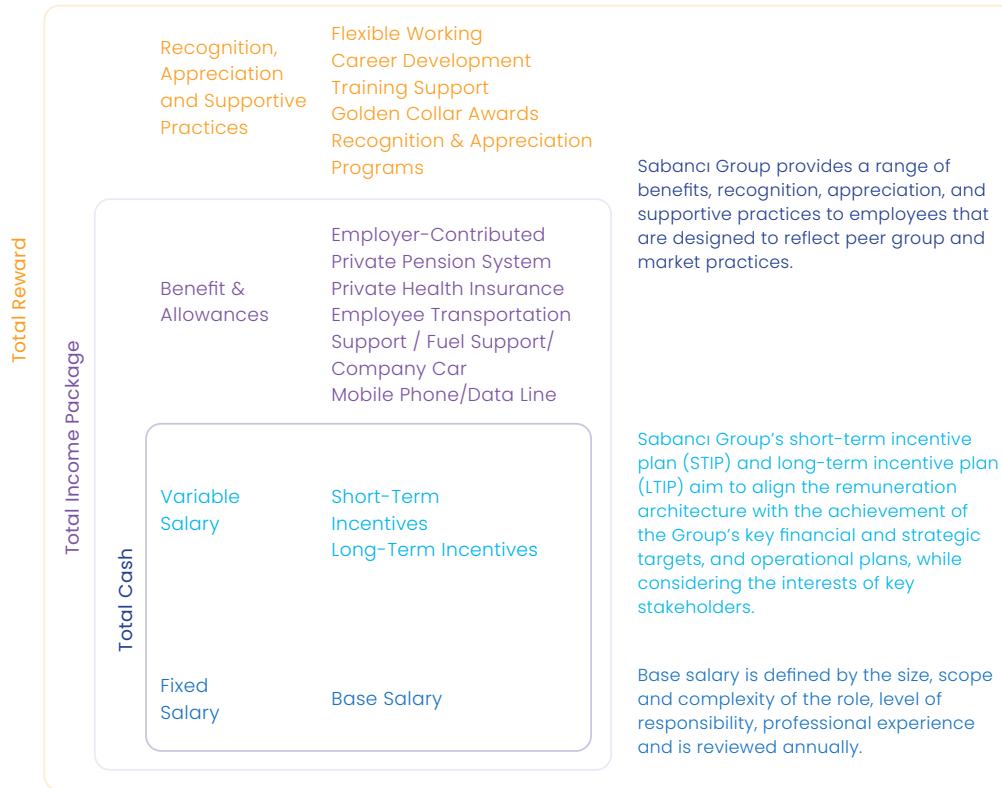 Total Reward
Recognition,
Appreciation
and Supportive
Practices
Flexible Working
Career Development
Training Support
Golden Collar Awards
Recognition & Appreciation
Programs
Sabancı Group provides a range of
benefits, recognition, appreciation, and
supportive practices to employees that
are designed to reflect peer group and
market practices.
Total Income Package
Benefit &
Allowances
Employer-Contributed
Private Pension System
Private Health Insurance
Employee Transportation
Support / Fuel Support/
Company Car
Mobile Phone/Data Line
Total Cash
Variable
Salary
Short-Term
Incentives
Long-Term Incentives
Sabancı Group’s short-term incentive
plan (STIP) and long-term incentive plan
(LTIP) aim to align the remuneration
architecture with the achievement of
the Group’s key financial and strategic
targets, and operational plans, while
considering the interests of key
stakeholders.
Fixed
Salary
Base Salary
Base salary is defined by the size, scope
and complexity of the role, level of
responsibility, professional experience
and is reviewed annually.